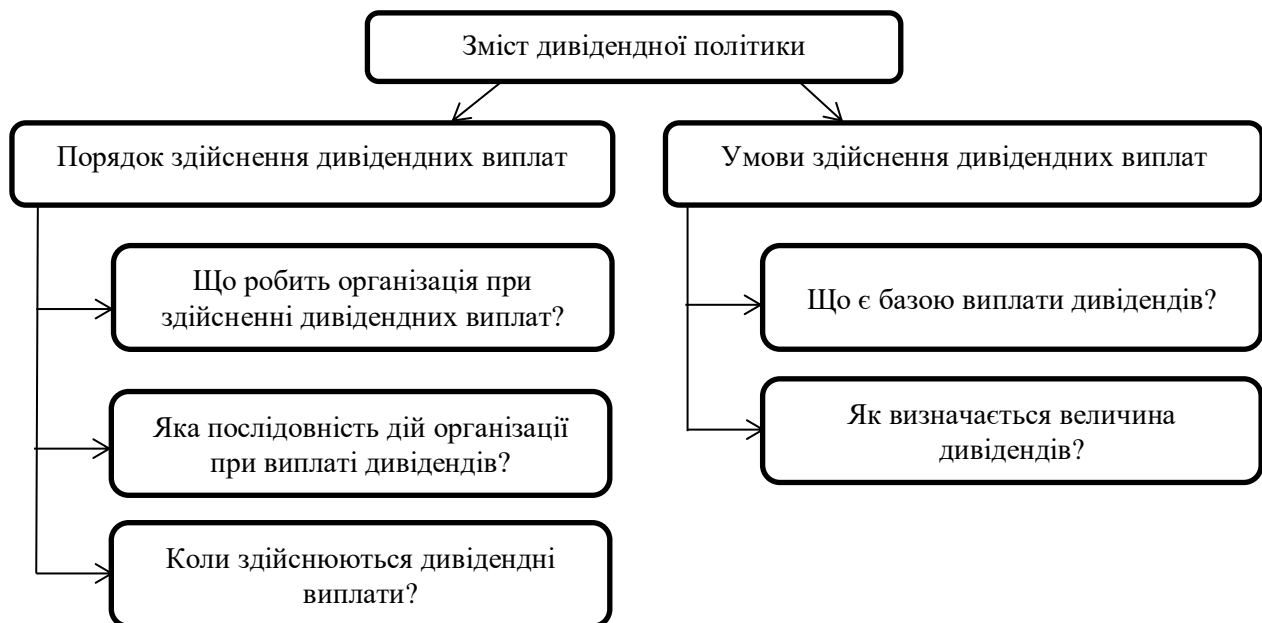 Зміст дивідендної політики
Порядок здійснення дивідендних виплат
Що робить організація при
здійсненні дивідендних виплат?
Яка послідовність дій організації
при виплаті дивідендів?
Коли здійснюються дивідендні
виплати?
Умови здійснення дивідендних виплат
Що є базою виплати дивідендів?
Як визначається величина
дивідендів?